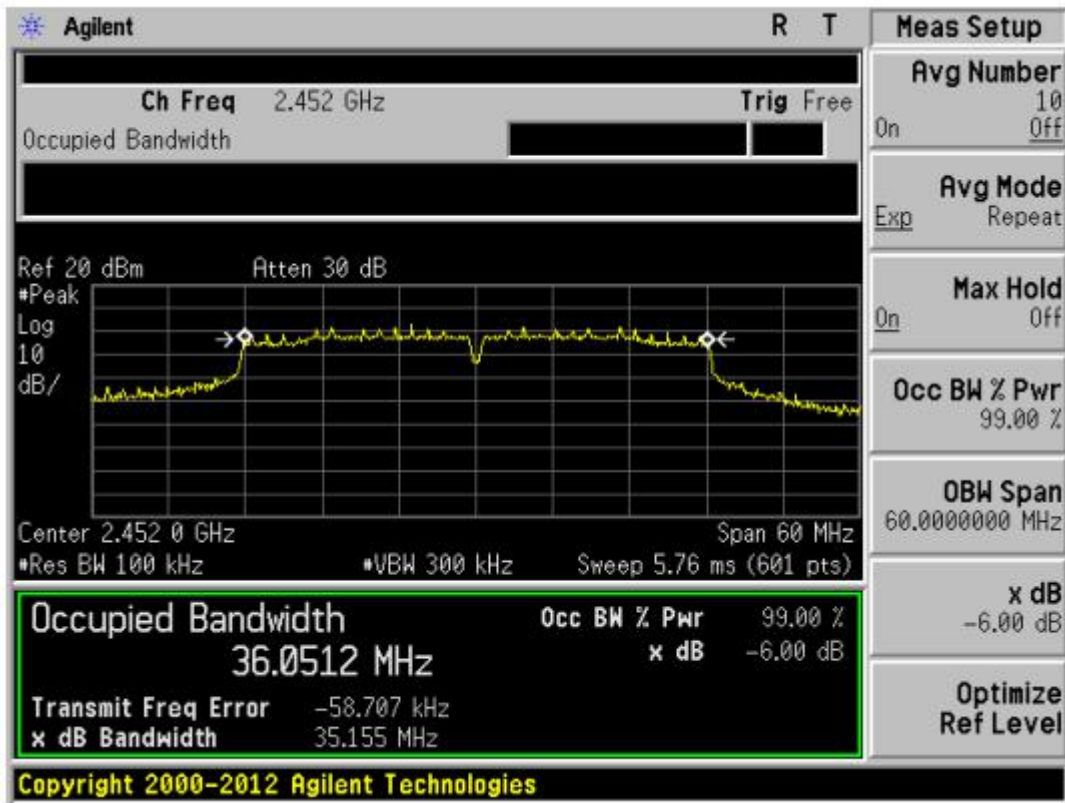 Agilent R T
Ch Freq 2.452 GHz Trig Free
Occupied Bandwidth
Ref 20 dBm Atten 30 dB
#Peak
Log
10
dB/
Center 2.452 0 GHz Span 60 MHz
#Res BW 100 kHz #VBW 300 kHz Sweep 5.76 ms (601 pts)
Occupied Bandwidth Occ BW % Pwr 99.00 %
36.0512 MHz x dB -6.00 dB
Transmit Freq Error -58.707 kHz
x dB Bandwidth 35.155 MHz
Copyright 2000-2012 Agilent Technologies
Meas Setup
Avg Number
10
On Off
Avg Mode
Exp Repeat
Max Hold
On Off
Occ BW % Pwr
99.00 %
OBW Span
60.0000000 MHz
x dB
-6.00 dB
Optimize
Ref Level